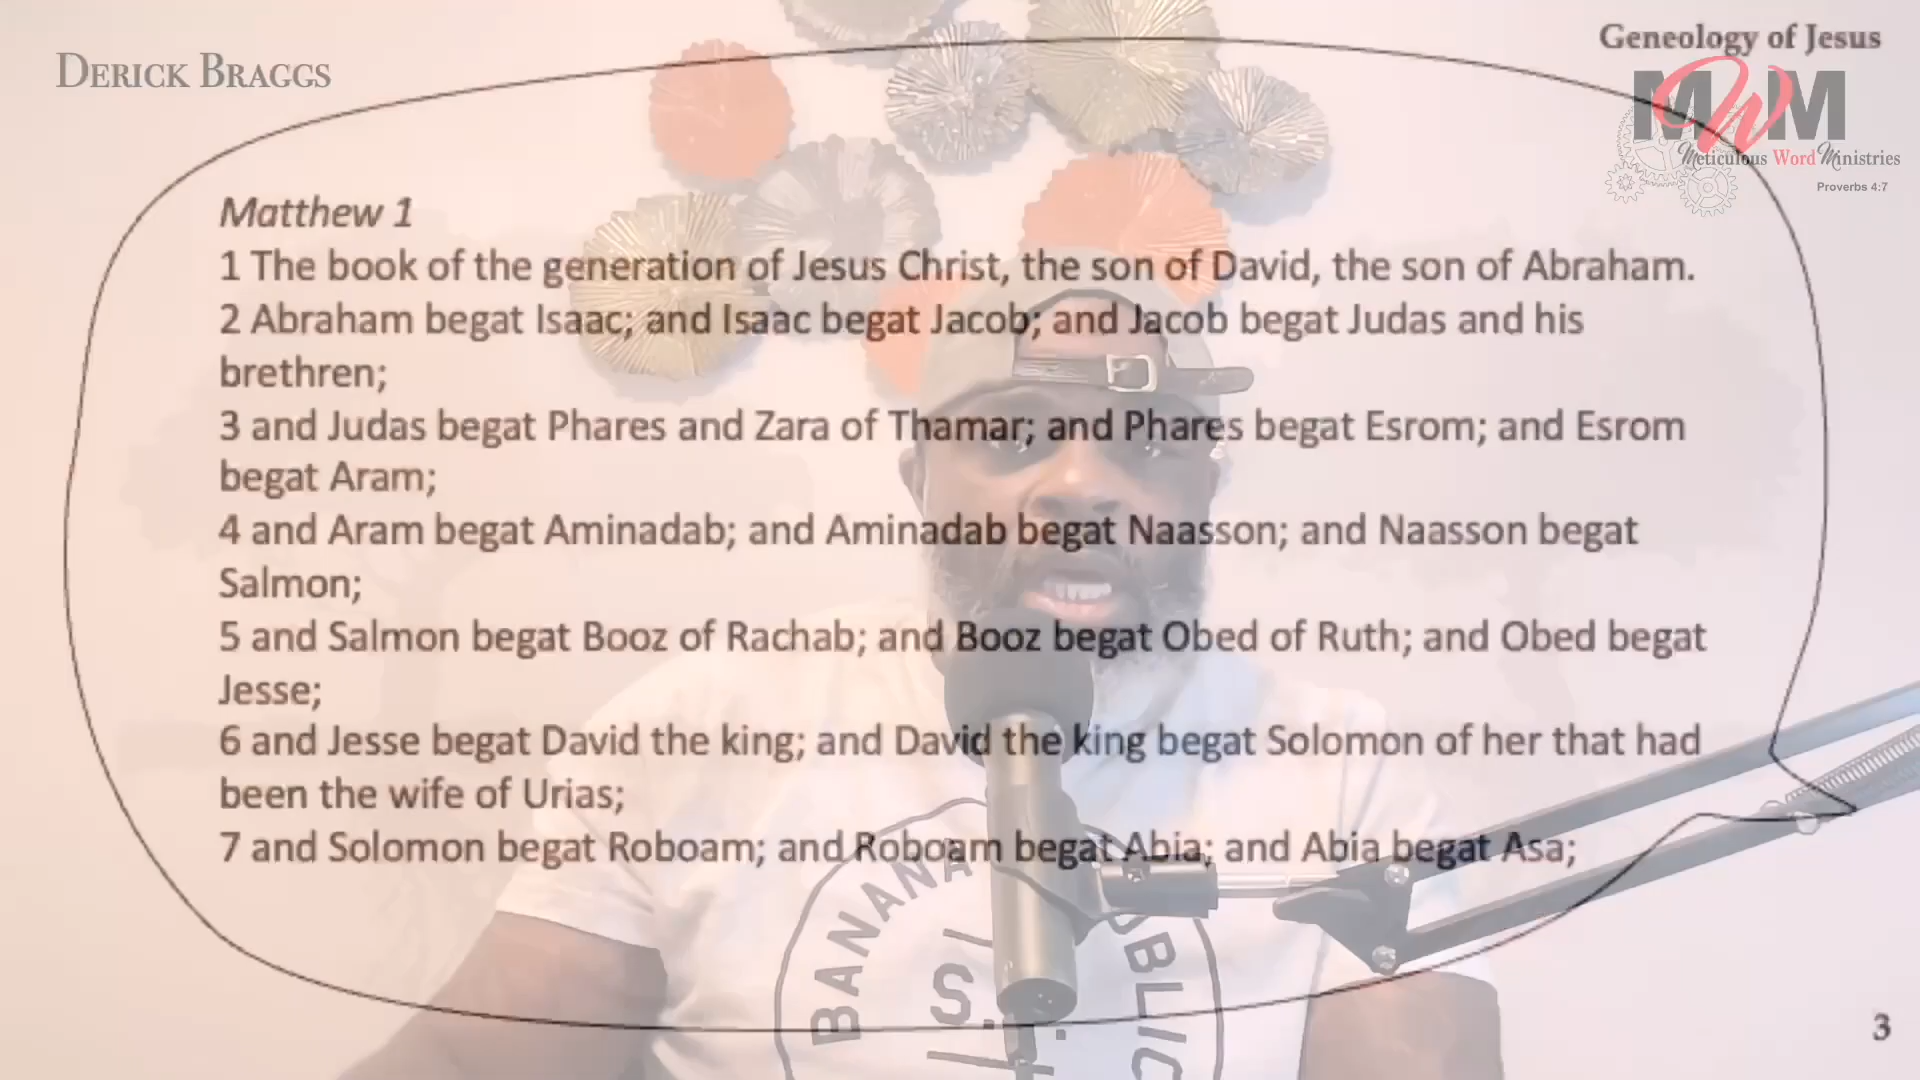 DERICK BRAGGS
Geneology of Jesus
MWM
Meticulous Word Ministries
Proverbs 4:7
Matthew 1
1 The book of the generation of Jesus Christ, the son of David, the son of Abraham.
2 Abraham begat Isaac; and Isaac begat Jacob; and Jacob begat Judas and his
brethren;
3 and Judas begat Phares and Zara of Thamar; and Phares begat Esrom; and Esrom
begat Aram;
4 and Aram begat Aminadab; and Aminadab begat Naasson; and Naasson begat
Salmon;
5 and Salmon begat Booz of Rachab; and Booz begat Obed of Ruth; and Obed begat
Jesse;
6 and Jesse begat David the king; and David the king begat Solomon of her that had
been the wife of Urias;
7 and Solomon begat Roboam; and Roboam begat Abia; and Abia begat Asa;
BANANA
3